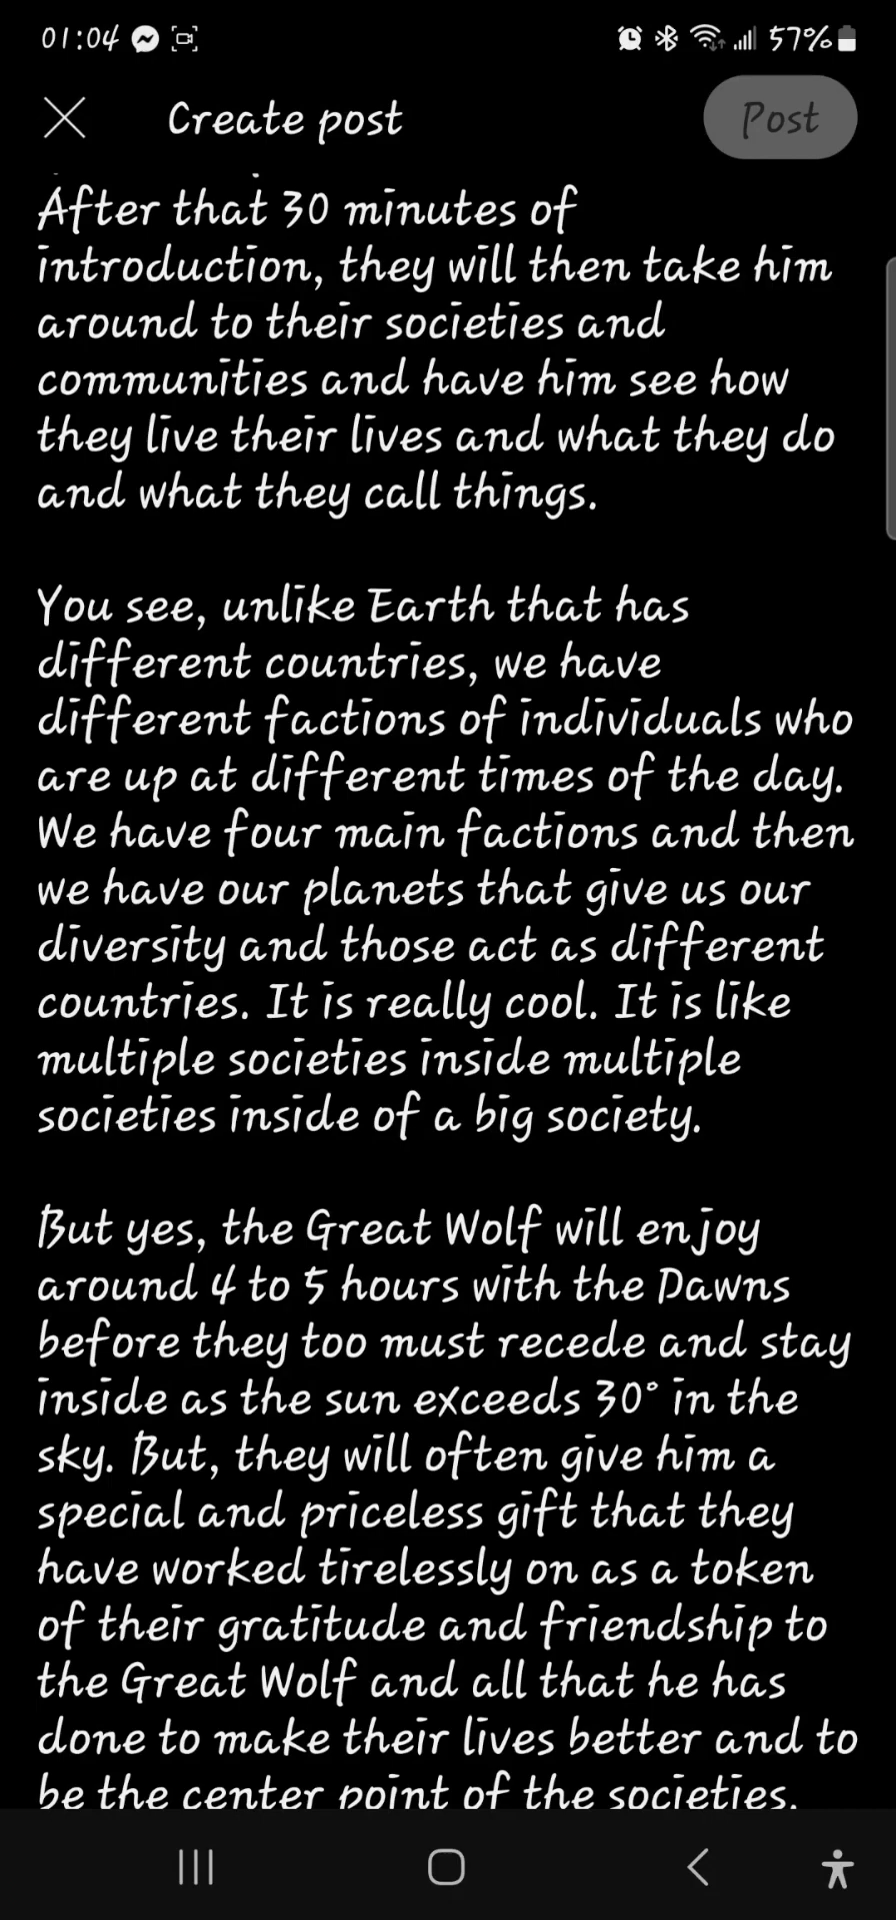 01:04 57%
Create post
Post
After that 30 minutes of
introduction, they will then take him
around to their societies and
communities and have him see how
they live their lives and what they do
and what they call things.
You see, unlike Earth that has
different countries, we have
different factions of individuals who
are up at different times of the day.
We have four main factions and then
we have our planets that give us our
diversity and those act as different
countries. It is really cool. It is like
multiple societies inside multiple
societies inside of a big society.
But yes, the Great Wolf will enjoy
around 4 to 5 hours with the Dawns
before they too must recede and stay
inside as the sun exceeds 30° in the
sky. But, they will often give him a
special and priceless gift that they
have worked tirelessly on as a token
of their gratitude and friendship to
the Great Wolf and all that he has
done to make their lives better and to
be the center point of the societies.